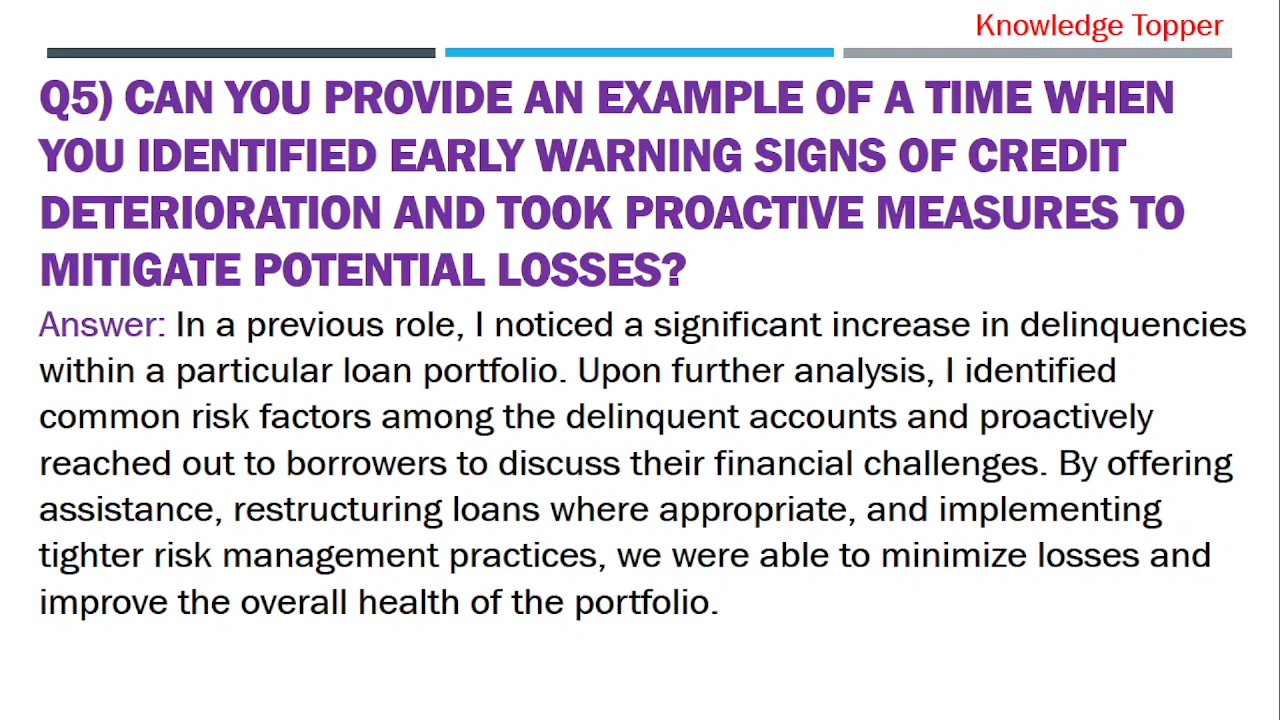 Knowledge Topper
Q5) CAN YOU PROVIDE AN EXAMPLE OF A TIME WHEN
YOU IDENTIFIED EARLY WARNING SIGNS OF CREDIT
DETERIORATION AND TOOK PROACTIVE MEASURES TO
MITIGATE POTENTIAL LOSSES?
Answer: In a previous role, I noticed a significant increase in delinquencies
within a particular loan portfolio. Upon further analysis, I identified
common risk factors among the delinquent accounts and proactively
reached out to borrowers to discuss their financial challenges. By offering
assistance, restructuring loans where appropriate, and implementing
tighter risk management practices, we were able to minimize losses and
improve the overall health of the portfolio.